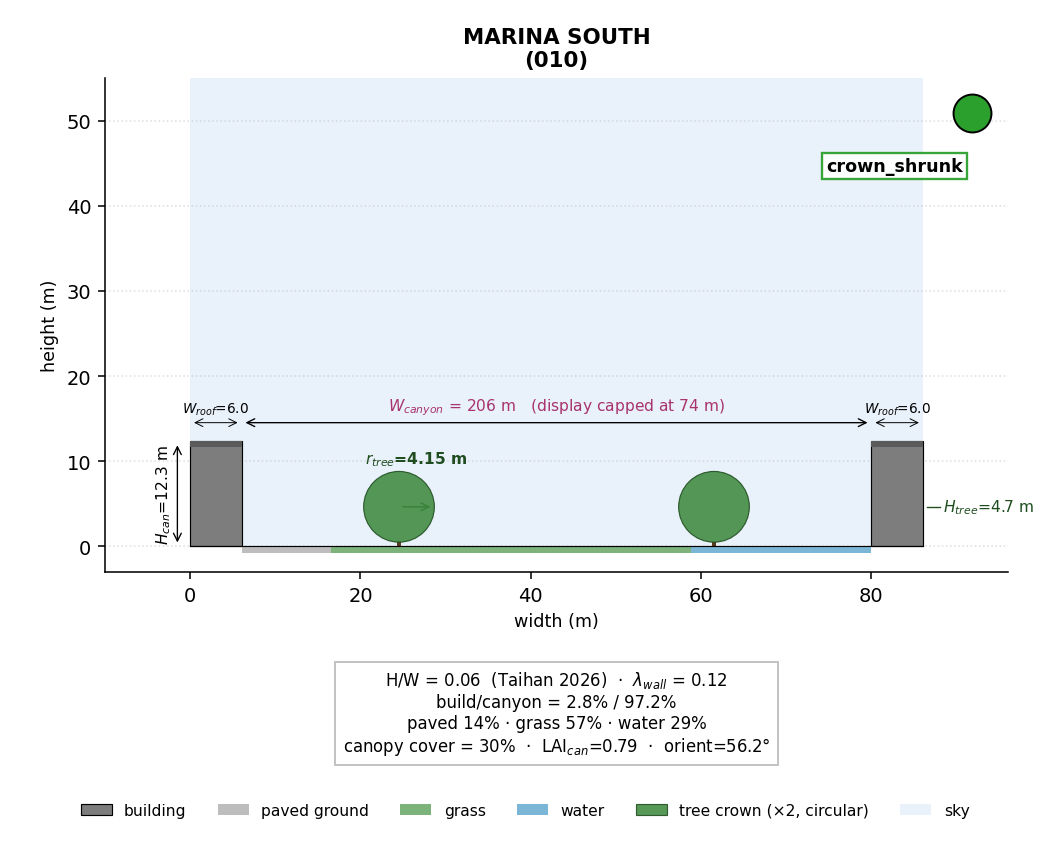 MARINA SOUTH
(010)
crown_shrunk
height (m)
50
40
30
20
10
0
W_roof=6.0
W_canyon = 206 m (display capped at 74 m)
W_roof=6.0
H_can=12.3 m
r_tree=4.15 m
H_tree=4.7 m
0 20 40 60 80
width (m)
H/W = 0.06 (Taihan 2026) · λ_wall = 0.12
build/canyon = 2.8% / 97.2%
paved 14% · grass 57% · water 29%
canopy cover = 30% · LAI_can=0.79 · orient=56.2°
building paved ground grass water tree crown (×2, circular) sky